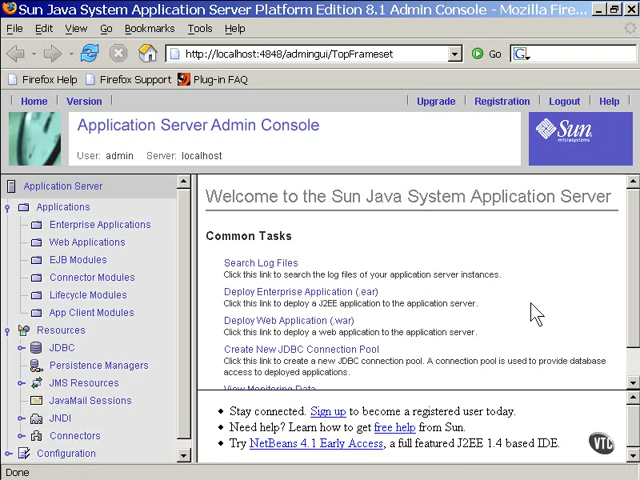 Sun Java System Application Server Platform Edition 8.1 Admin Console - Mozilla Fire...
File Edit View Go Bookmarks Tools Help
http://localhost:4848/admingui/TopFrameset Go G
Firefox Help Firefox Support Plug-in FAQ
Home Version Upgrade Registration Logout Help
Application Server Admin Console
User: admin Server: localhost
Sun
microsystems
Application Server
Applications
Enterprise Applications
Web Applications
EJB Modules
Connector Modules
Lifecycle Modules
App Client Modules
Resources
JDBC
Persistence Managers
JMS Resources
JavaMail Sessions
JNDI
Connectors
Configuration
Welcome to the Sun Java System Application Server
Common Tasks
Search Log Files
Click this link to search the log files of your application server instances.
Deploy Enterprise Application (.ear)
Click this link to deploy a J2EE application to the application server.
Deploy Web Application (.war)
Click this link to deploy a web application to the application server.
Create New JDBC Connection Pool
Click this link to create a new JDBC connection pool. A connection pool is used to provide database
access to deployed applications.
View Monitoring Data
Stay connected. Sign up to become a registered user today.
Need help? Learn how to get free help from Sun.
Try NetBeans 4.1 Early Access, a full featured J2EE 1.4 based IDE.
VTC
Done